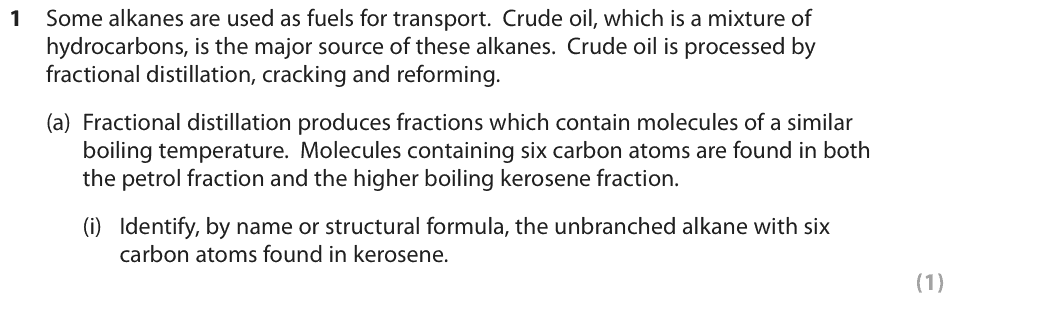 1 Some alkanes are used as fuels for transport. Crude oil, which is a mixture of
hydrocarbons, is the major source of these alkanes. Crude oil is processed by
fractional distillation, cracking and reforming.
(a) Fractional distillation produces fractions which contain molecules of a similar
boiling temperature. Molecules containing six carbon atoms are found in both
the petrol fraction and the higher boiling kerosene fraction.
(i) Identify, by name or structural formula, the unbranched alkane with six
carbon atoms found in kerosene.
(1)